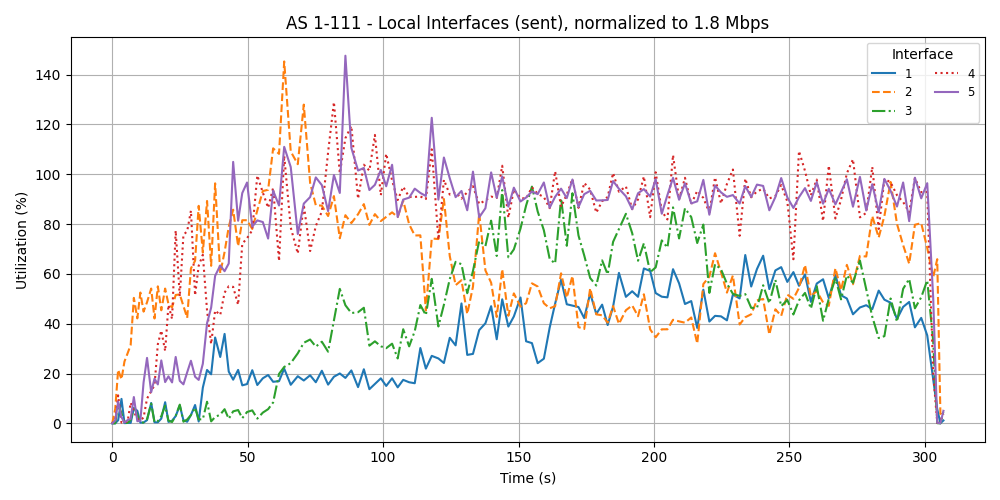 AS 1-111 - Local Interfaces (sent), normalized to 1.8 Mbps
Utilization (%)
140
120
100
80
60
40
20
0
0 50 100 150 200 250 300
Time (s)
Interface
1 4
2 5
3